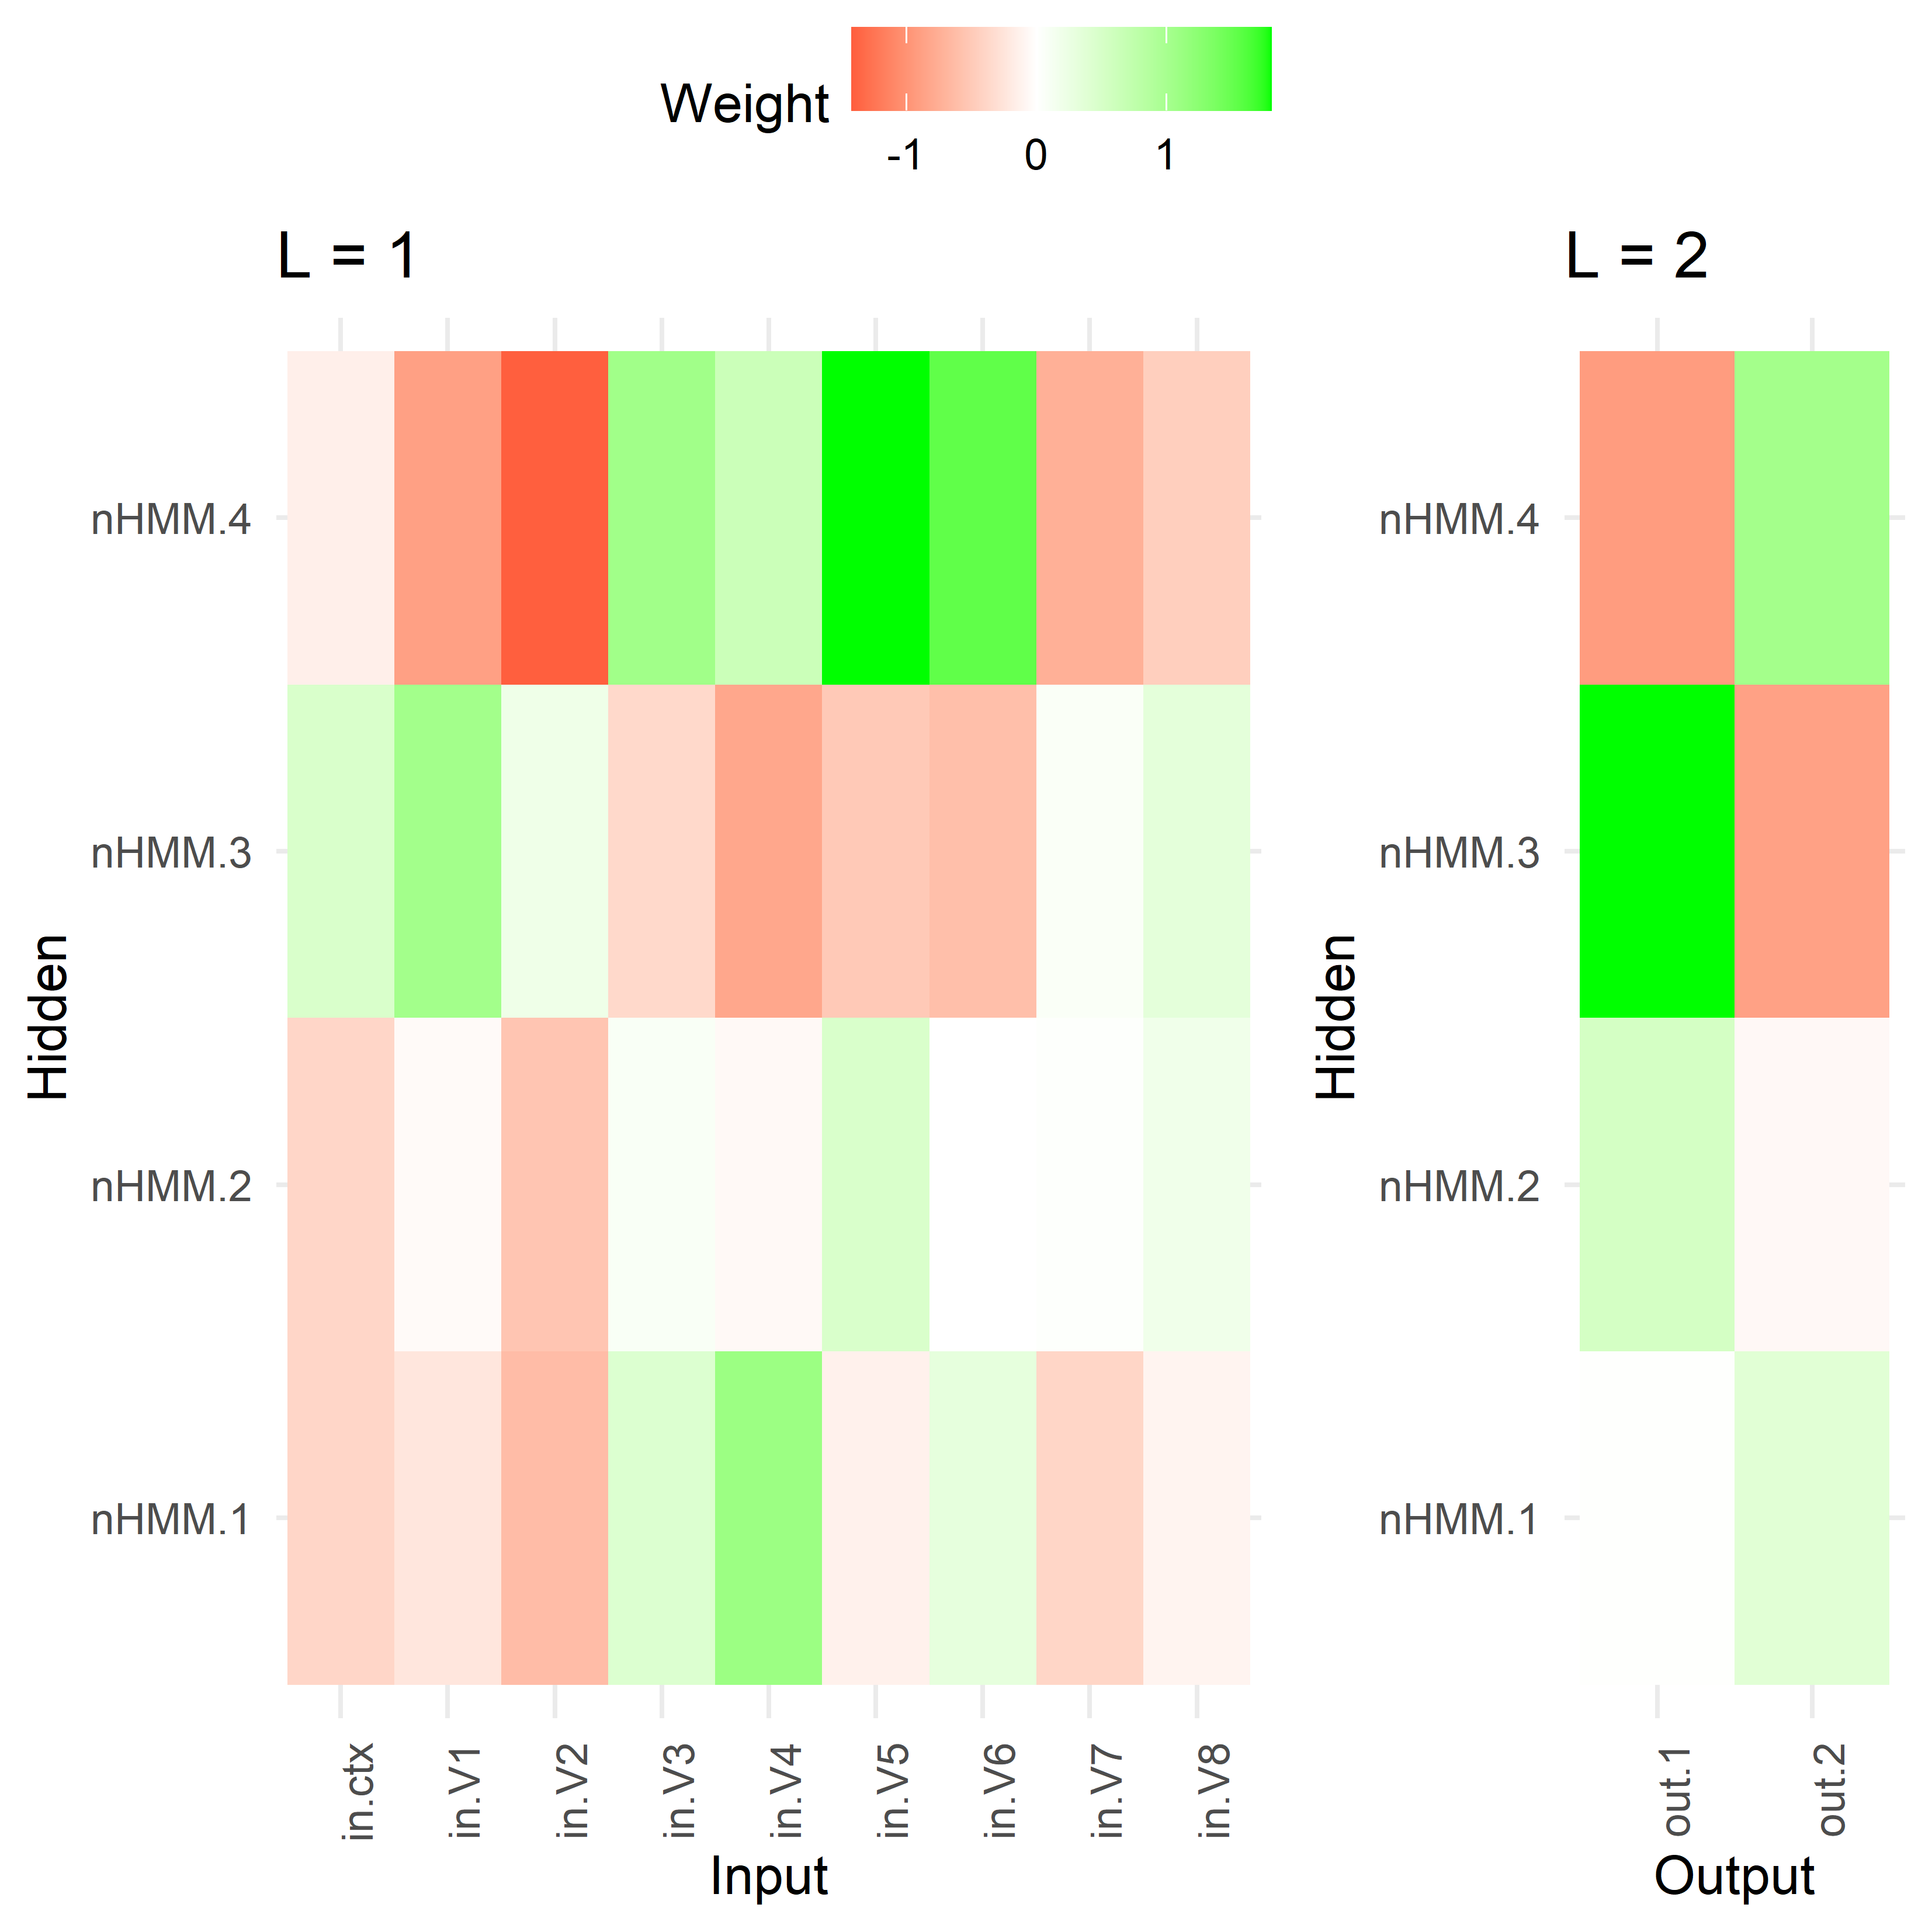 Weight
-1 0 1
L = 1
L = 2
Hidden
nHMM.4
nHMM.3
nHMM.2
nHMM.1
in.ctx in.V1 in.V2 in.V3 in.V4 in.V5 in.V6 in.V7 in.V8
Input
Hidden
nHMM.4
nHMM.3
nHMM.2
nHMM.1
out.1 out.2
Output